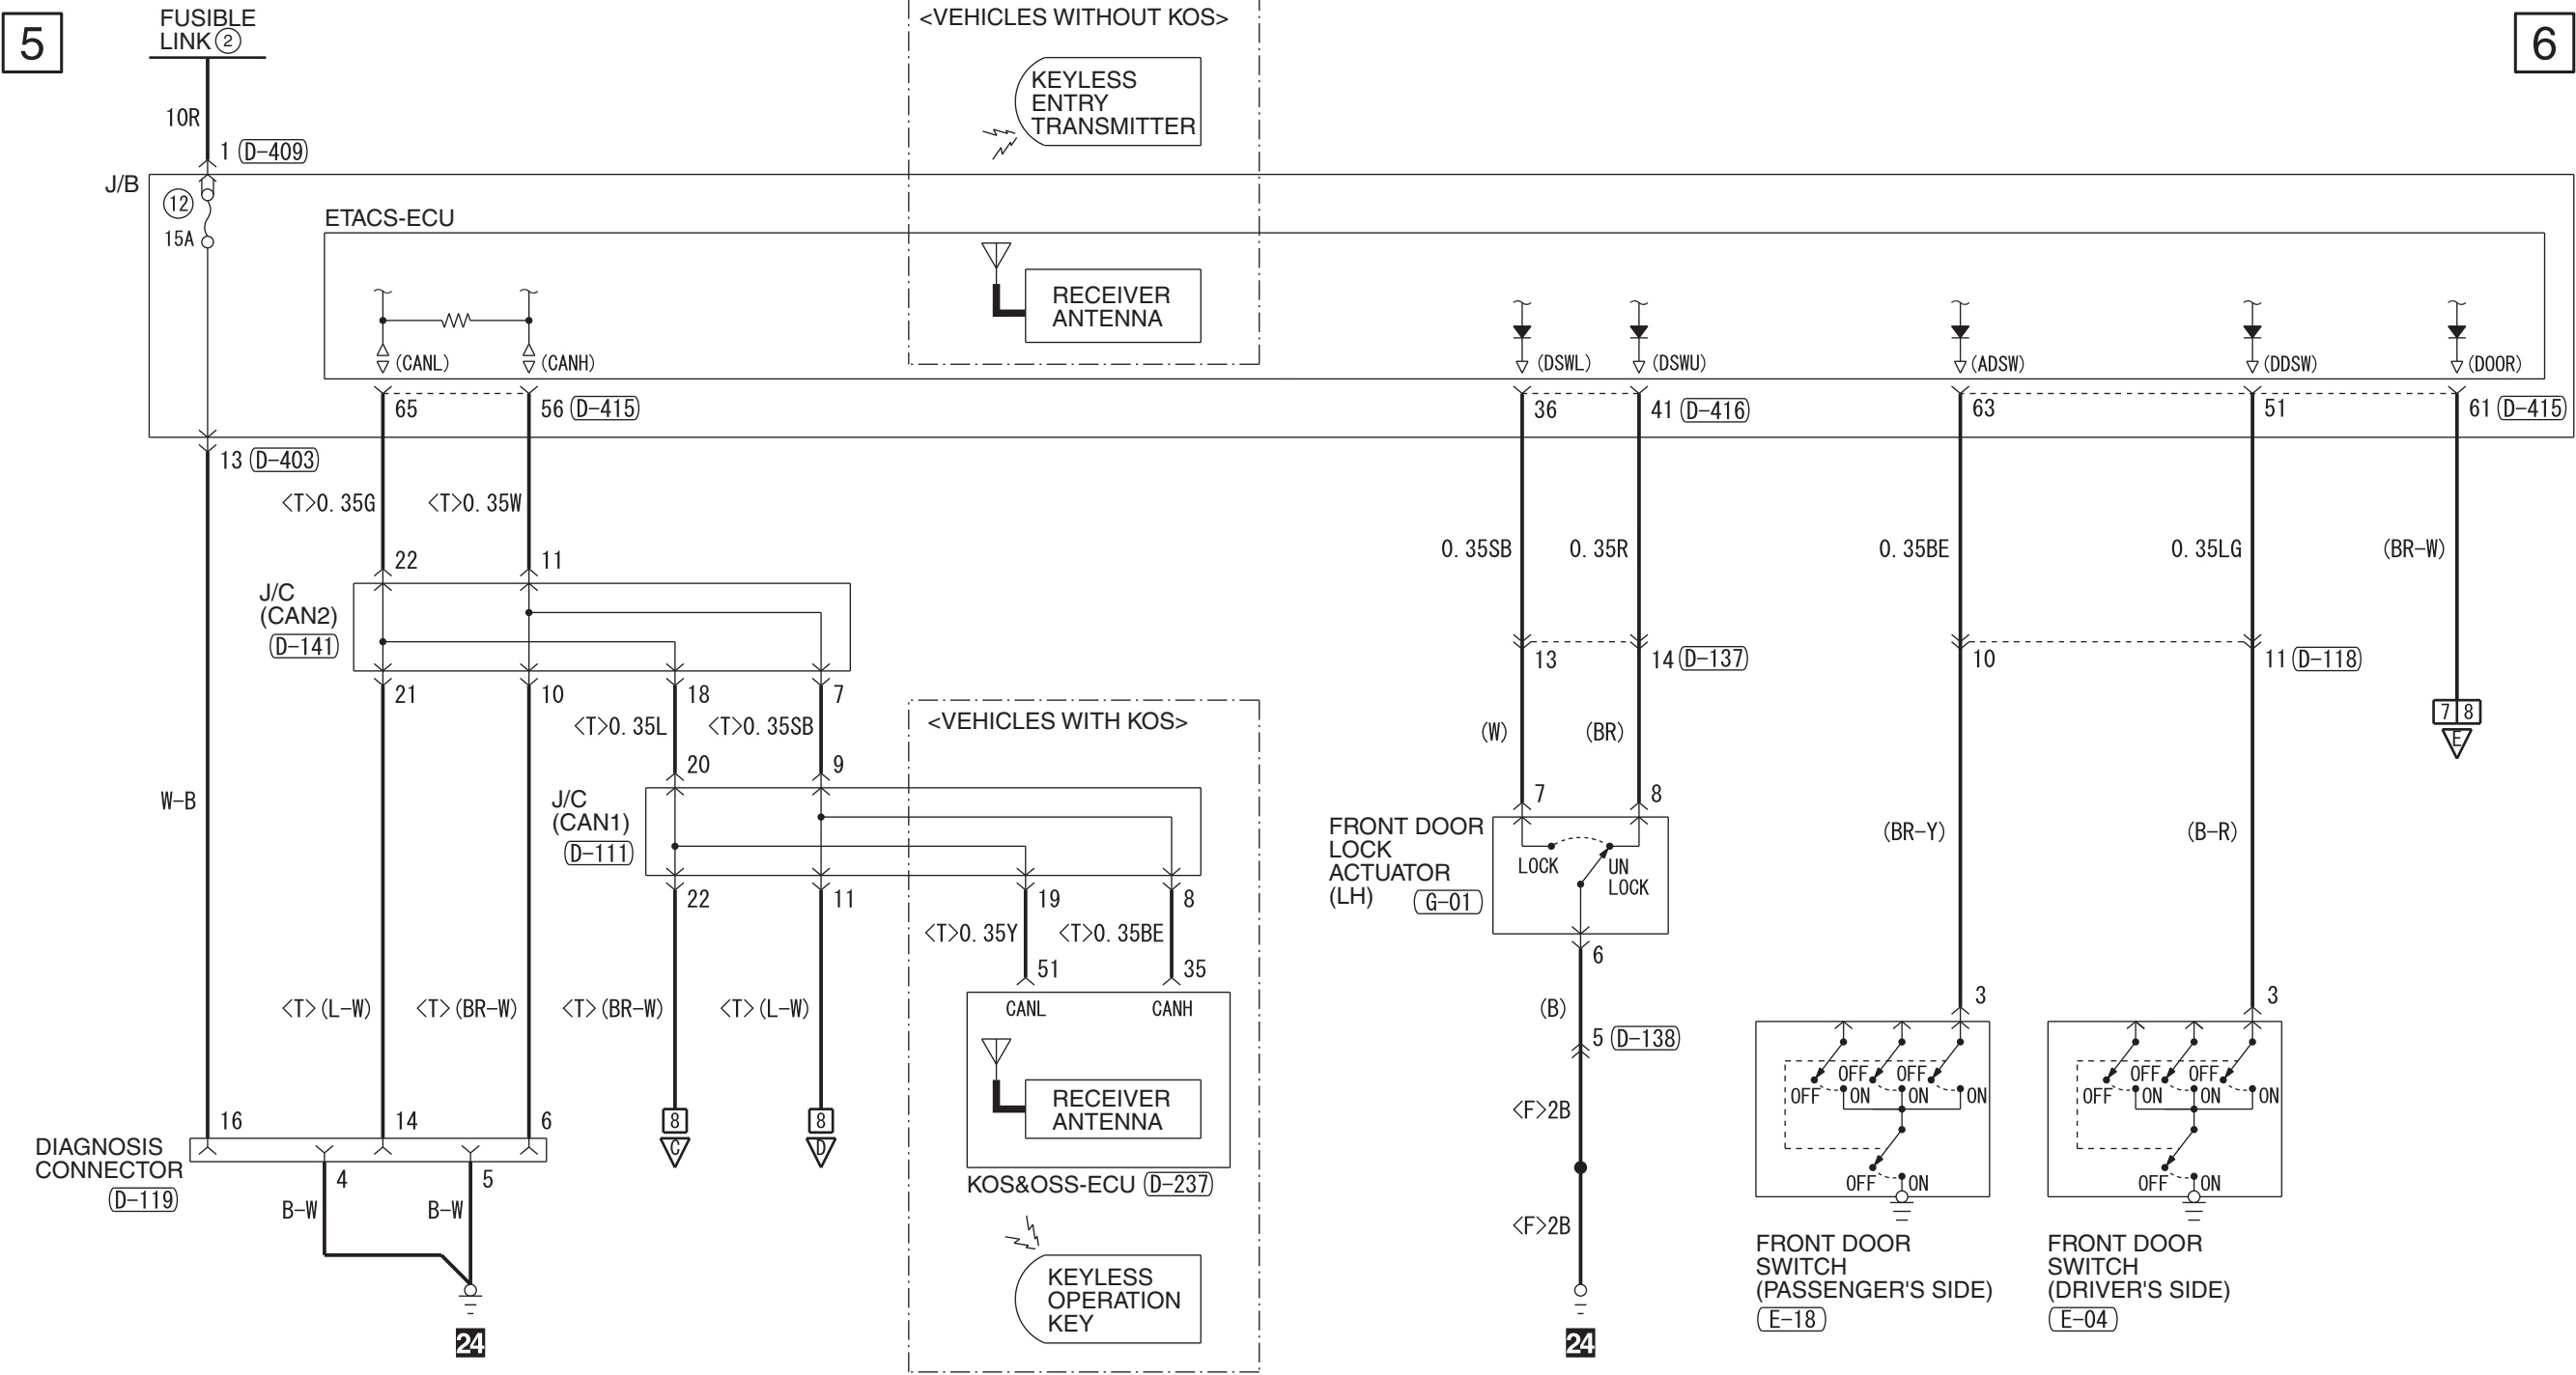 5
FUSIBLE
LINK 2
<VEHICLES WITHOUT KOS>
6
KEYLESS
ENTRY
TRANSMITTER
10R
1 D-409
J/B
12
15A
ETACS-ECU
RECEIVER
ANTENNA
(CANL)
(CANH)
(DSWL)
(DSWU)
(ADSW)
(DDSW)
(DOOR)
65
56 D-415
36
41 D-416
63
51
61 D-415
13 D-403
<T>0.35G
<T>0.35W
0.35SB
0.35R
0.35BE
0.35LG
(BR-W)
22
11
J/C
(CAN2)
D-141
21
10
18
7
13
14 D-137
10
11 D-118
<T>0.35L
<T>0.35SB
<VEHICLES WITH KOS>
(W)
(BR)
7 8
E
20
9
W-B
J/C
(CAN1)
D-111
7
8
FRONT DOOR
LOCK
ACTUATOR
(LH)
G-01
LOCK
UN
LOCK
(BR-Y)
(B-R)
22
11
19
8
<T>0.35Y
<T>0.35BE
51
35
6
<T>(L-W)
<T>(BR-W)
<T>(BR-W)
<T>(L-W)
CANL
CANH
(B)
5 D-138
3
3
RECEIVER
ANTENNA
OFF
OFF
OFF
ON
ON
ON
OFF
ON
OFF
OFF
OFF
ON
ON
ON
OFF
ON
16
14
6
8
C
8
D
<F>2B
DIAGNOSIS
CONNECTOR
D-119
4
5
B-W
B-W
KOS&OSS-ECU D-237
<F>2B
KEYLESS
OPERATION
KEY
24
24
FRONT DOOR
SWITCH
(PASSENGER'S SIDE)
E-18
FRONT DOOR
SWITCH
(DRIVER'S SIDE)
E-04